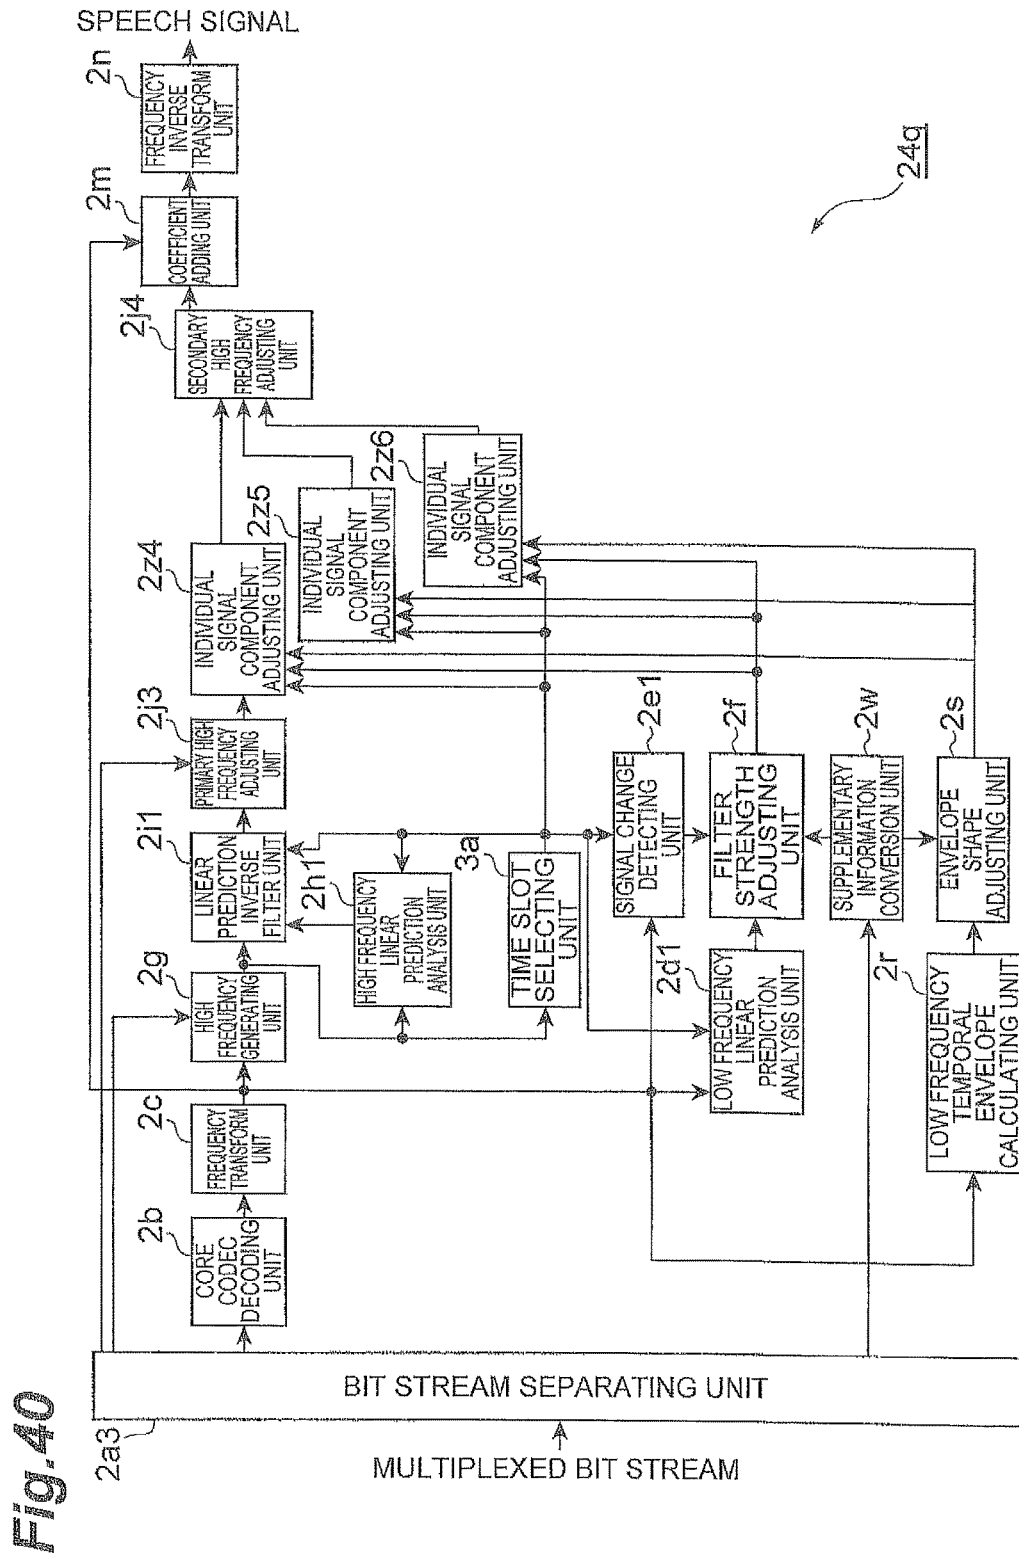 Fig.40
MULTIPLEXED BIT STREAM
2a3
BIT STREAM SEPARATING UNIT
2b
CORE
CODEC
DECODING
UNIT
2c
FREQUENCY
TRANSFORM
UNIT
2g
HIGH
FREQUENCY
GENERATING
UNIT
2i1
LINEAR
PREDICTION
INVERSE
FILTER UNIT
2j3
PRIMARY HIGH
FREQUENCY
ADJUSTING
UNIT
2z4
INDIVIDUAL
SIGNAL
COMPONENT
ADJUSTING UNIT
2z5
INDIVIDUAL
SIGNAL
COMPONENT
ADJUSTING UNIT
2z6
INDIVIDUAL
SIGNAL
COMPONENT
ADJUSTING UNIT
2j4
SECONDARY
HIGH
FREQUENCY
ADJUSTING
UNIT
2m
COEFFICIENT
ADDING UNIT
2n
FREQUENCY
INVERSE
TRANSFORM
UNIT
SPEECH SIGNAL
2h1
HIGH FREQUENCY
LINEAR
PREDICTION
ANALYSIS UNIT
3a
TIME SLOT
SELECTING
UNIT
2e1
SIGNAL CHANGE
DETECTING
UNIT
2d1
LOW FREQUENCY
LINEAR
PREDICTION
ANALYSIS UNIT
2f
FILTER
STRENGTH
ADJUSTING
UNIT
2w
SUPPLEMENTARY
INFORMATION
CONVERSION UNIT
2r
LOW FREQUENCY
TEMPORAL
ENVELOPE
CALCULATING UNIT
2s
ENVELOPE
SHAPE
ADJUSTING UNIT
24q